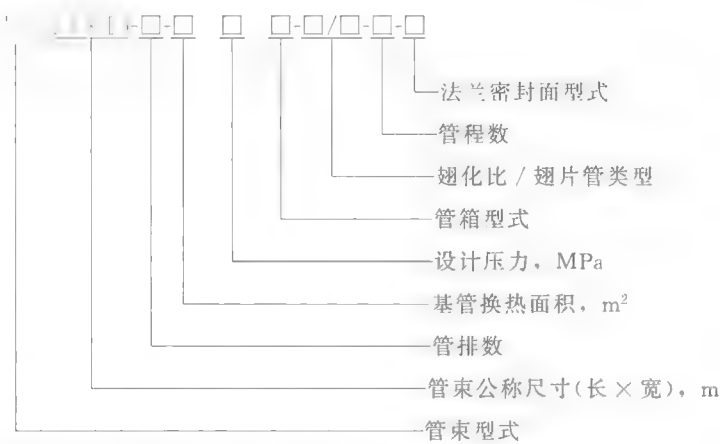 □-□-□ □ □-□/□-□-□
法兰密封面型式
管程数
翅化比/翅片管类型
管箱型式
设计压力，MPa
基管换热面积，m²
管排数
管束公称尺寸(长×宽)，m
管束型式